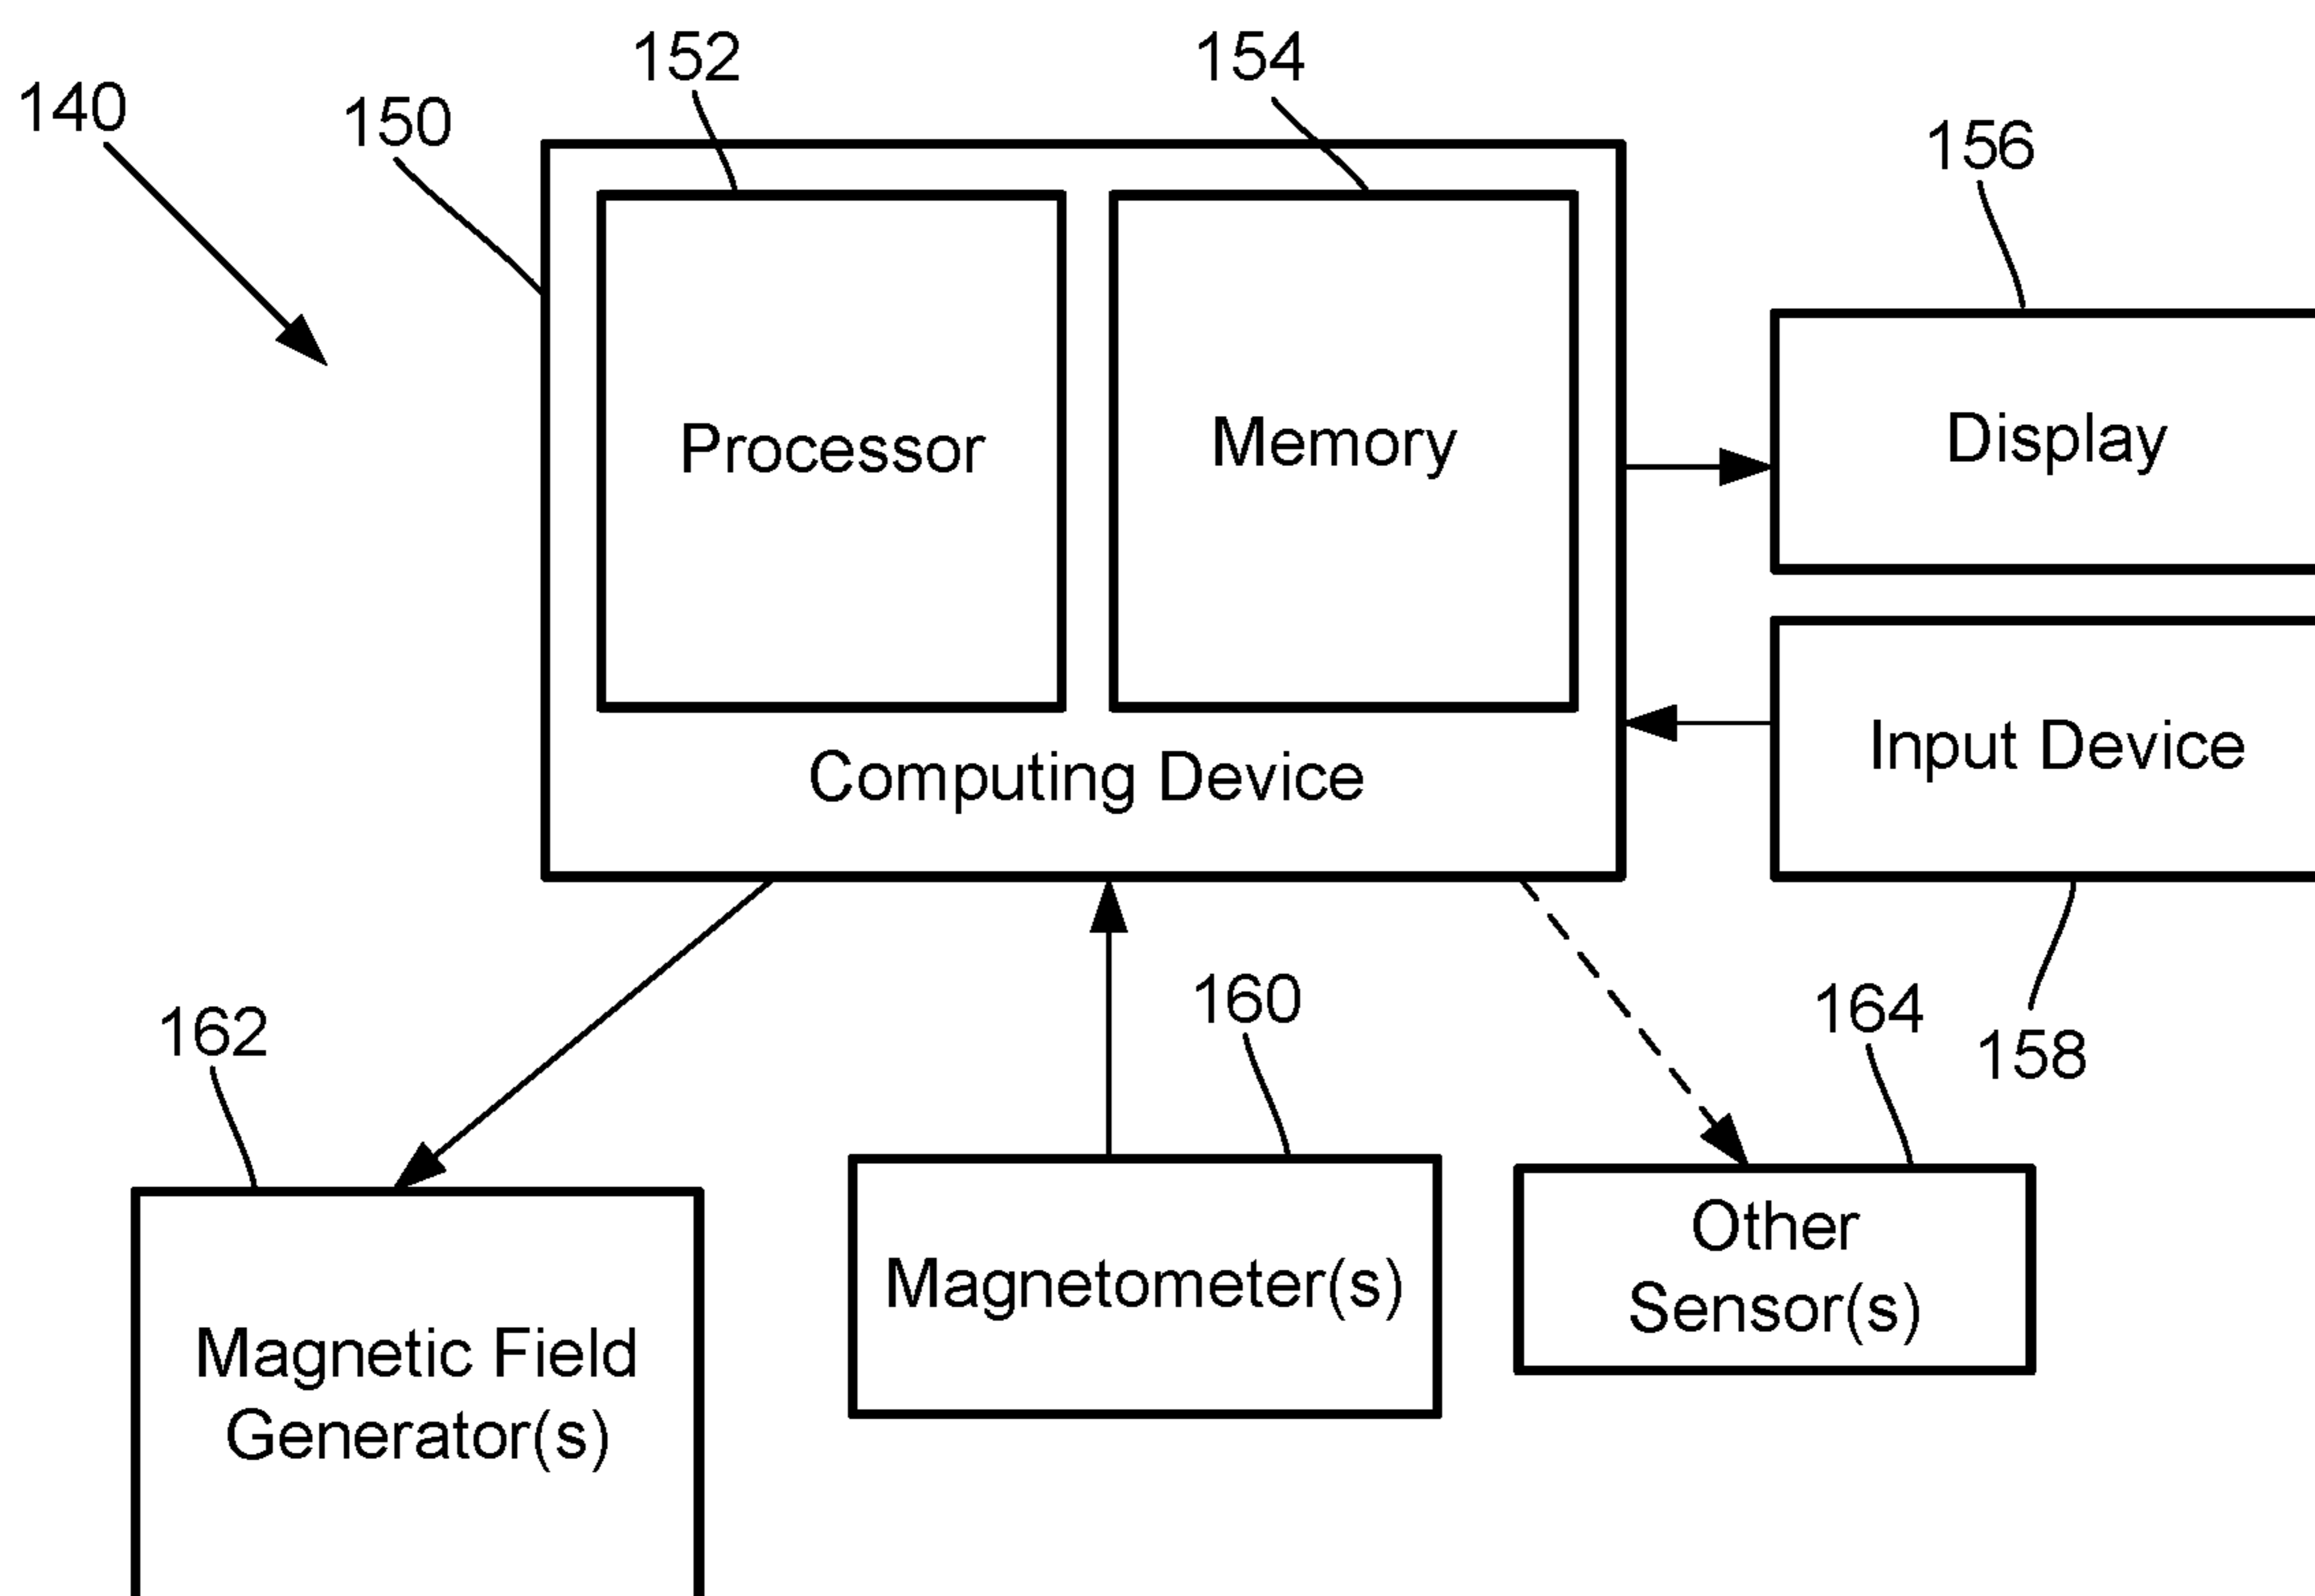 152
154
140
150
156
Processor
Memory
Display
Input Device
Computing Device
160
164
162
158
Other
Sensor(s)
Magnetometer(s)
Magnetic Field
Generator(s)